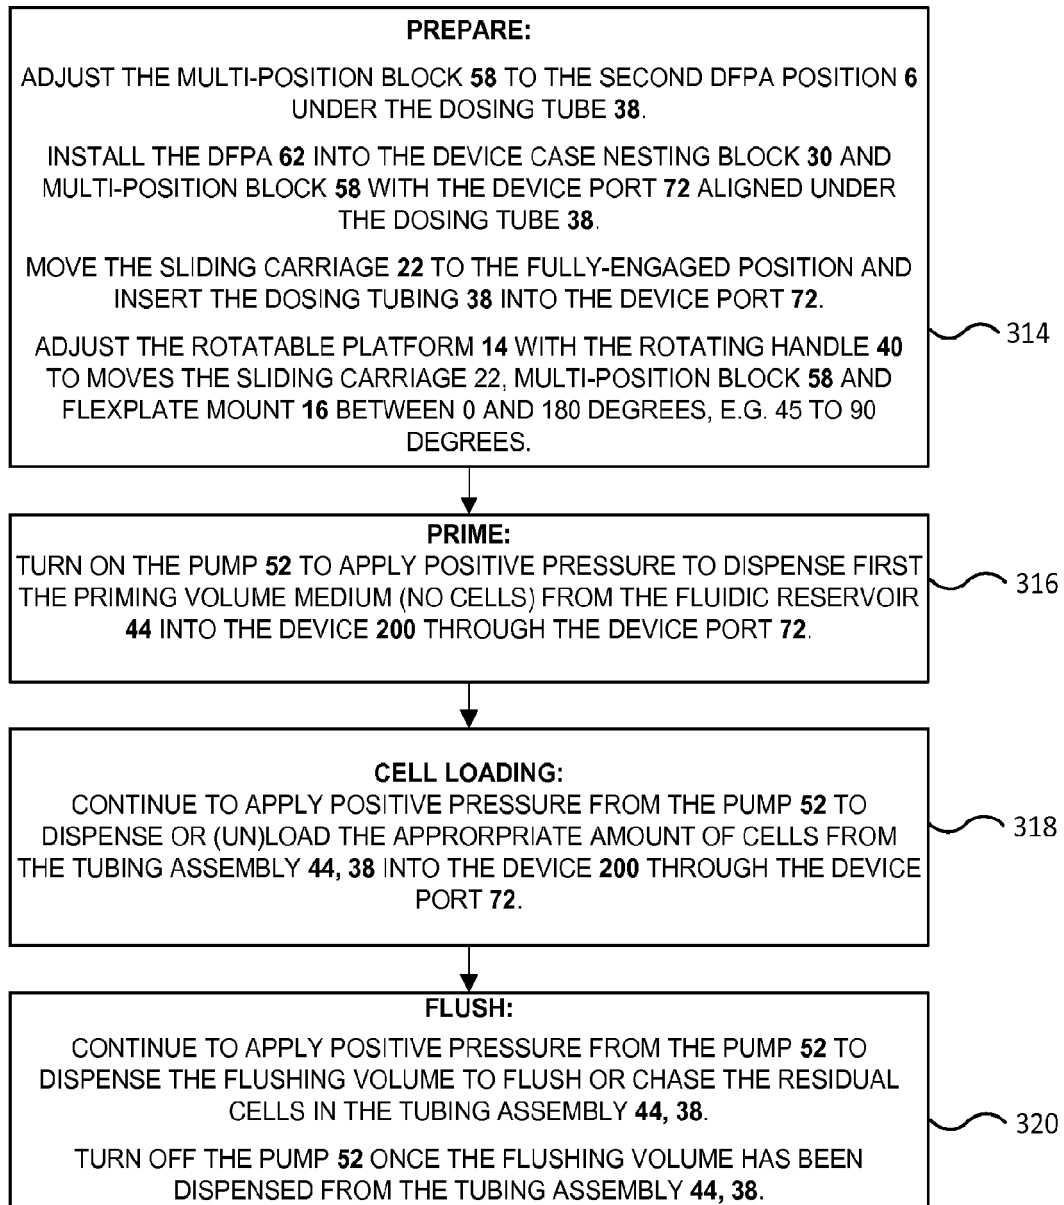 PREPARE:
ADJUST THE MULTI-POSITION BLOCK 58 TO THE SECOND DFPA POSITION 6
UNDER THE DOSING TUBE 38.
INSTALL THE DFPA 62 INTO THE DEVICE CASE NESTING BLOCK 30 AND
MULTI-POSITION BLOCK 58 WITH THE DEVICE PORT 72 ALIGNED UNDER
THE DOSING TUBE 38.
MOVE THE SLIDING CARRIAGE 22 TO THE FULLY-ENGAGED POSITION AND
INSERT THE DOSING TUBING 38 INTO THE DEVICE PORT 72.
ADJUST THE ROTATABLE PLATFORM 14 WITH THE ROTATING HANDLE 40
TO MOVES THE SLIDING CARRIAGE 22, MULTI-POSITION BLOCK 58 AND
FLEXPLATE MOUNT 16 BETWEEN 0 AND 180 DEGREES, E.G. 45 TO 90
DEGREES.
314
PRIME:
TURN ON THE PUMP 52 TO APPLY POSITIVE PRESSURE TO DISPENSE FIRST
THE PRIMING VOLUME MEDIUM (NO CELLS) FROM THE FLUIDIC RESERVOIR
44 INTO THE DEVICE 200 THROUGH THE DEVICE PORT 72.
316
CELL LOADING:
CONTINUE TO APPLY POSITIVE PRESSURE FROM THE PUMP 52 TO
DISPENSE OR (UN)LOAD THE APPRORPRIATE AMOUNT OF CELLS FROM
THE TUBING ASSEMBLY 44, 38 INTO THE DEVICE 200 THROUGH THE DEVICE
PORT 72.
318
FLUSH:
CONTINUE TO APPLY POSITIVE PRESSURE FROM THE PUMP 52 TO
DISPENSE THE FLUSHING VOLUME TO FLUSH OR CHASE THE RESIDUAL
CELLS IN THE TUBING ASSEMBLY 44, 38.
TURN OFF THE PUMP 52 ONCE THE FLUSHING VOLUME HAS BEEN
DISPENSED FROM THE TUBING ASSEMBLY 44, 38.
320